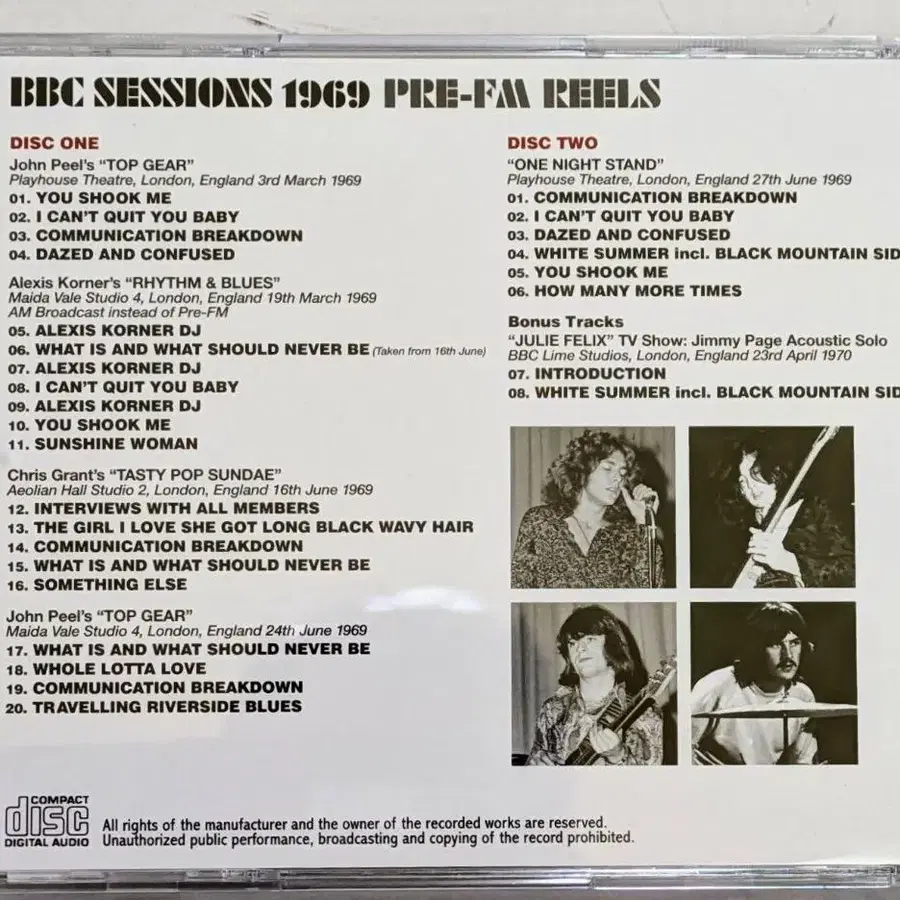 BBC SESSIONS 1969 PRE-FM REELS
DISC ONE
John Peel's "TOP GEAR"
Playhouse Theatre, London, England 3rd March 1969
01. YOU SHOOK ME
02. I CAN'T QUIT YOU BABY
03. COMMUNICATION BREAKDOWN
04. DAZED AND CONFUSED
Alexis Korner's "RHYTHM & BLUES"
Maida Vale Studio 4, London, England 19th March 1969
AM Broadcast instead of Pre-FM
05. ALEXIS KORNER DJ
06. WHAT IS AND WHAT SHOULD NEVER BE (Taken from 16th June)
07. ALEXIS KORNER DJ
08. I CAN'T QUIT YOU BABY
09. ALEXIS KORNER DJ
10. YOU SHOOK ME
11. SUNSHINE WOMAN
Chris Grant's "TASTY POP SUNDAE"
Aeolian Hall Studio 2, London, England 16th June 1969
12. INTERVIEWS WITH ALL MEMBERS
13. THE GIRL I LOVE SHE GOT LONG BLACK WAVY HAIR
14. COMMUNICATION BREAKDOWN
15. WHAT IS AND WHAT SHOULD NEVER BE
16. SOMETHING ELSE
John Peel's "TOP GEAR"
Maida Vale Studio 4, London, England 24th June 1969
17. WHAT IS AND WHAT SHOULD NEVER BE
18. WHOLE LOTTA LOVE
19. COMMUNICATION BREAKDOWN
20. TRAVELLING RIVERSIDE BLUES
DISC TWO
"ONE NIGHT STAND"
Playhouse Theatre, London, England 27th June 1969
01. COMMUNICATION BREAKDOWN
02. I CAN'T QUIT YOU BABY
03. DAZED AND CONFUSED
04. WHITE SUMMER incl. BLACK MOUNTAIN SID
05. YOU SHOOK ME
06. HOW MANY MORE TIMES
Bonus Tracks
"JULIE FELIX" TV Show: Jimmy Page Acoustic Solo
BBC Lime Studios, London, England 23rd April 1970
07. INTRODUCTION
08. WHITE SUMMER incl. BLACK MOUNTAIN SID
COMPACT
disc
DIGITAL AUDIO
All rights of the manufacturer and the owner of the recorded works are reserved.
Unauthorized public performance, broadcasting and copying of the record prohibited.